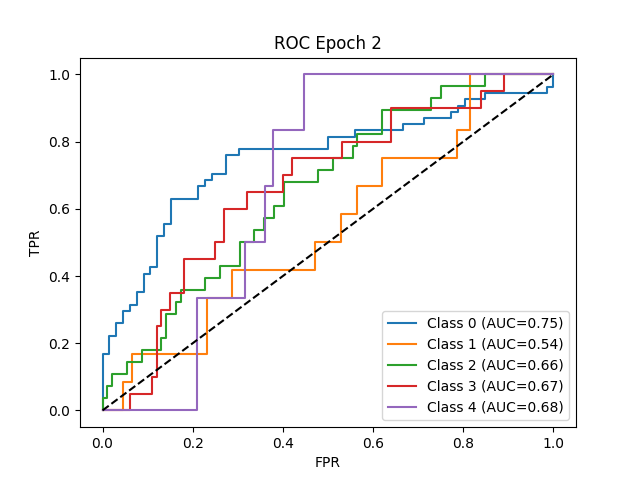 ROC Epoch 2
TPR
1.0
0.8
0.6
0.4
0.2
0.0
Class 0 (AUC=0.75)
Class 1 (AUC=0.54)
Class 2 (AUC=0.66)
Class 3 (AUC=0.67)
Class 4 (AUC=0.68)
0.0 0.2 0.4 0.6 0.8 1.0
FPR